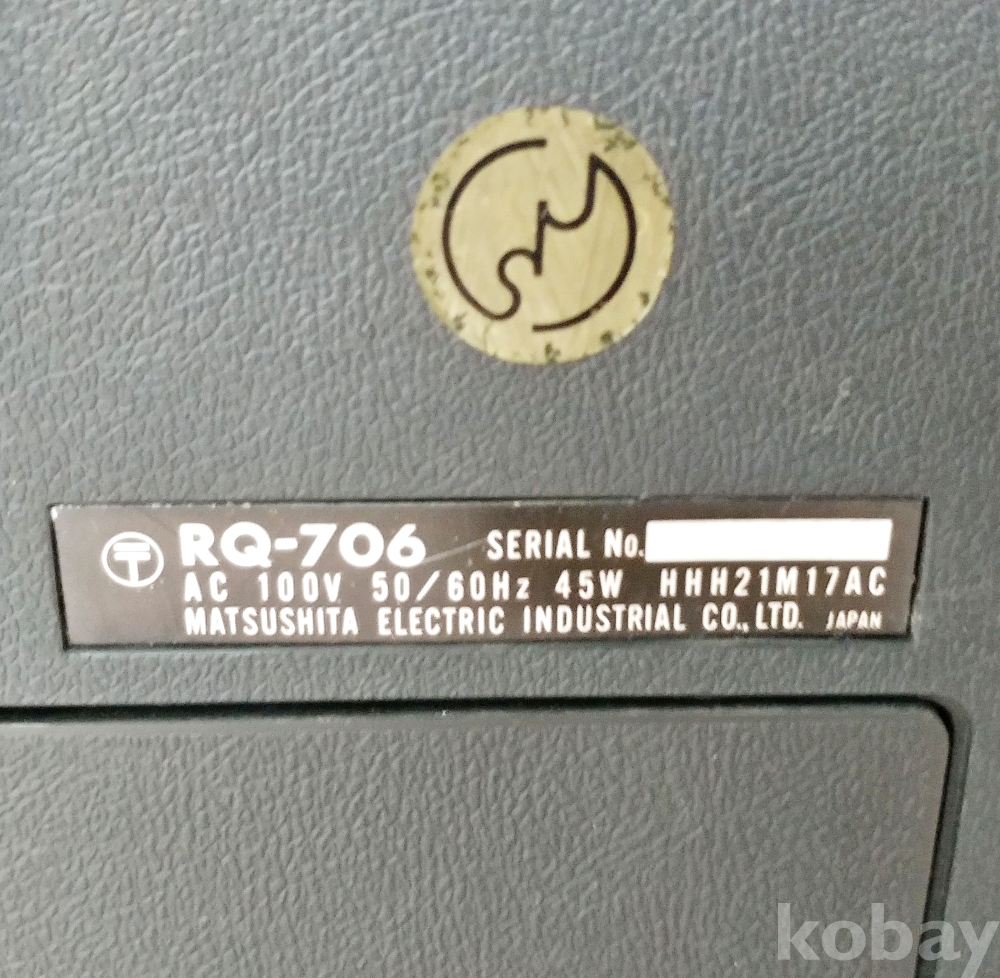 RQ-706 SERIAL No.
AC 100V 50/60Hz 45W HHH21M17AC
MATSUSHITA ELECTRIC INDUSTRIAL CO., LTD. JAPAN
kobay